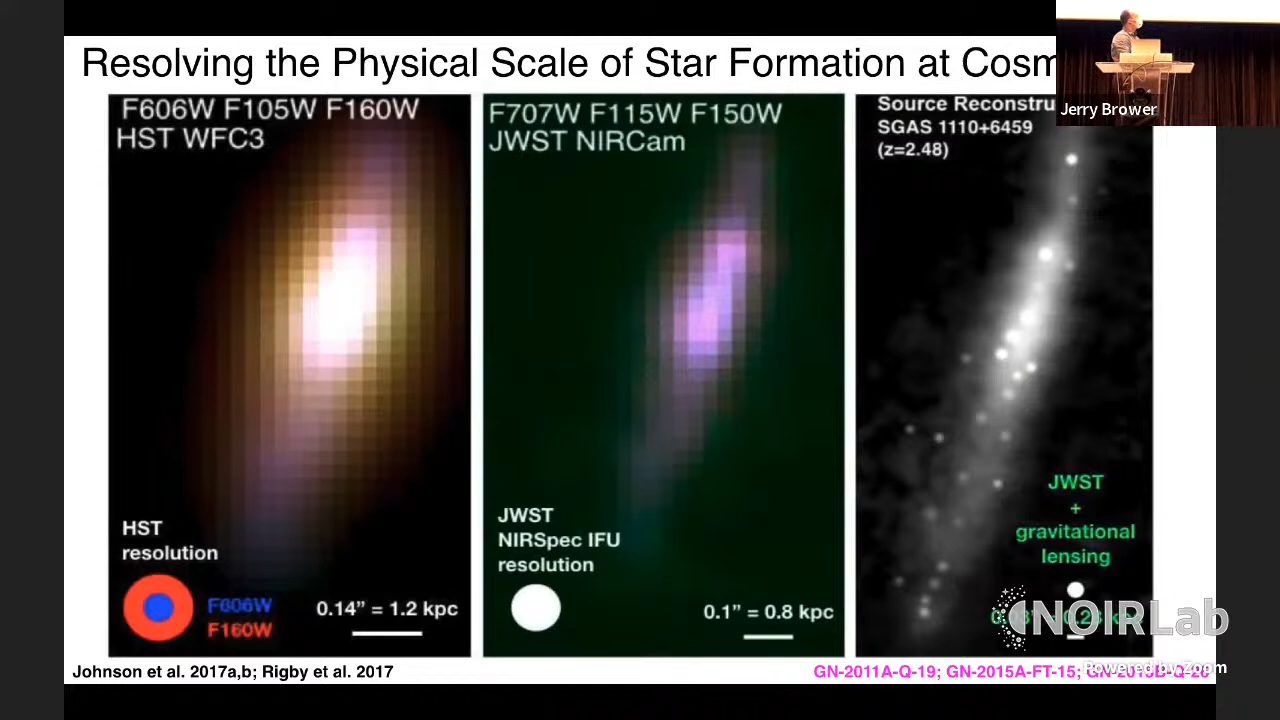 Resolving the Physical Scale of Star Formation at Cosm
Jerry Brower
F606W F105W F160W
HST WFC3
HST
resolution
F606W
F160W
0.14” = 1.2 kpc
F707W F115W F150W
JWST NIRCam
JWST
NIRSpec IFU
resolution
0.1” = 0.8 kpc
Source Reconstru
SGAS 1110+6459
(z=2.48)
JWST
+
gravitational
lensing
NOIRLab
Powered by Zoom
Johnson et al. 2017a,b; Rigby et al. 2017
GN-2011A-Q-19; GN-2015A-FT-15;